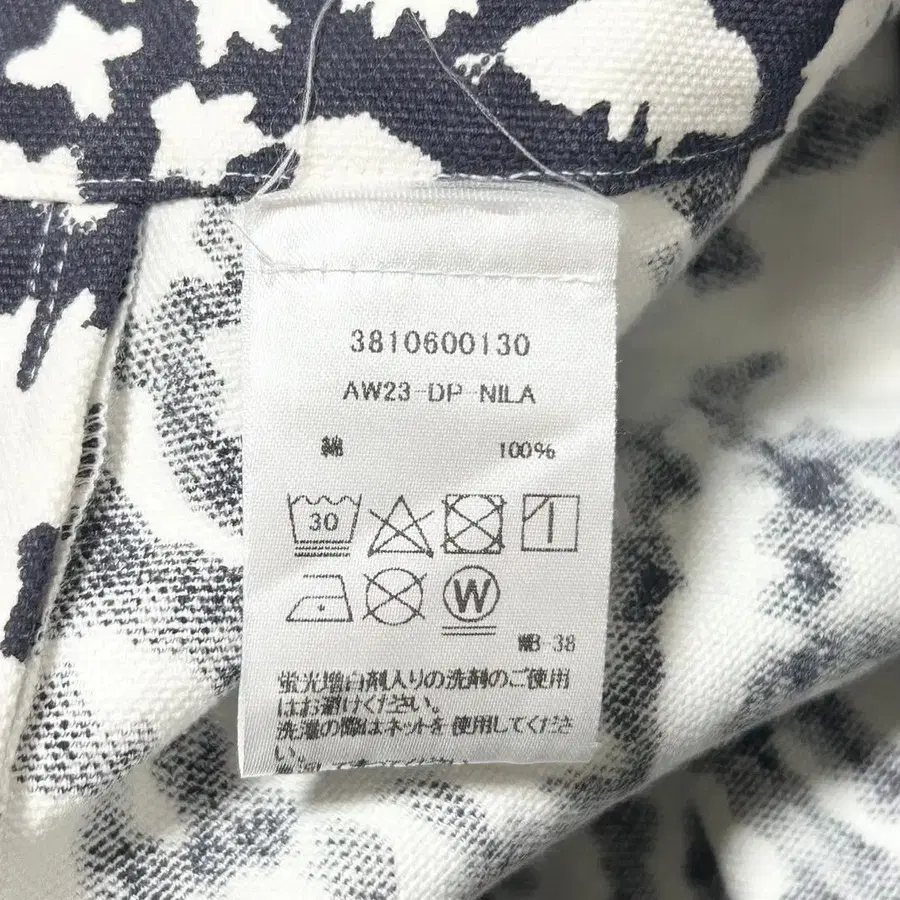 3810600130
AW23-DP-NILA
綿 100%
30
W
WB-38
蛍光増白剤入りの洗剤のご使用
はお避けください。
洗濯の際はネットを使用してくださ
い。